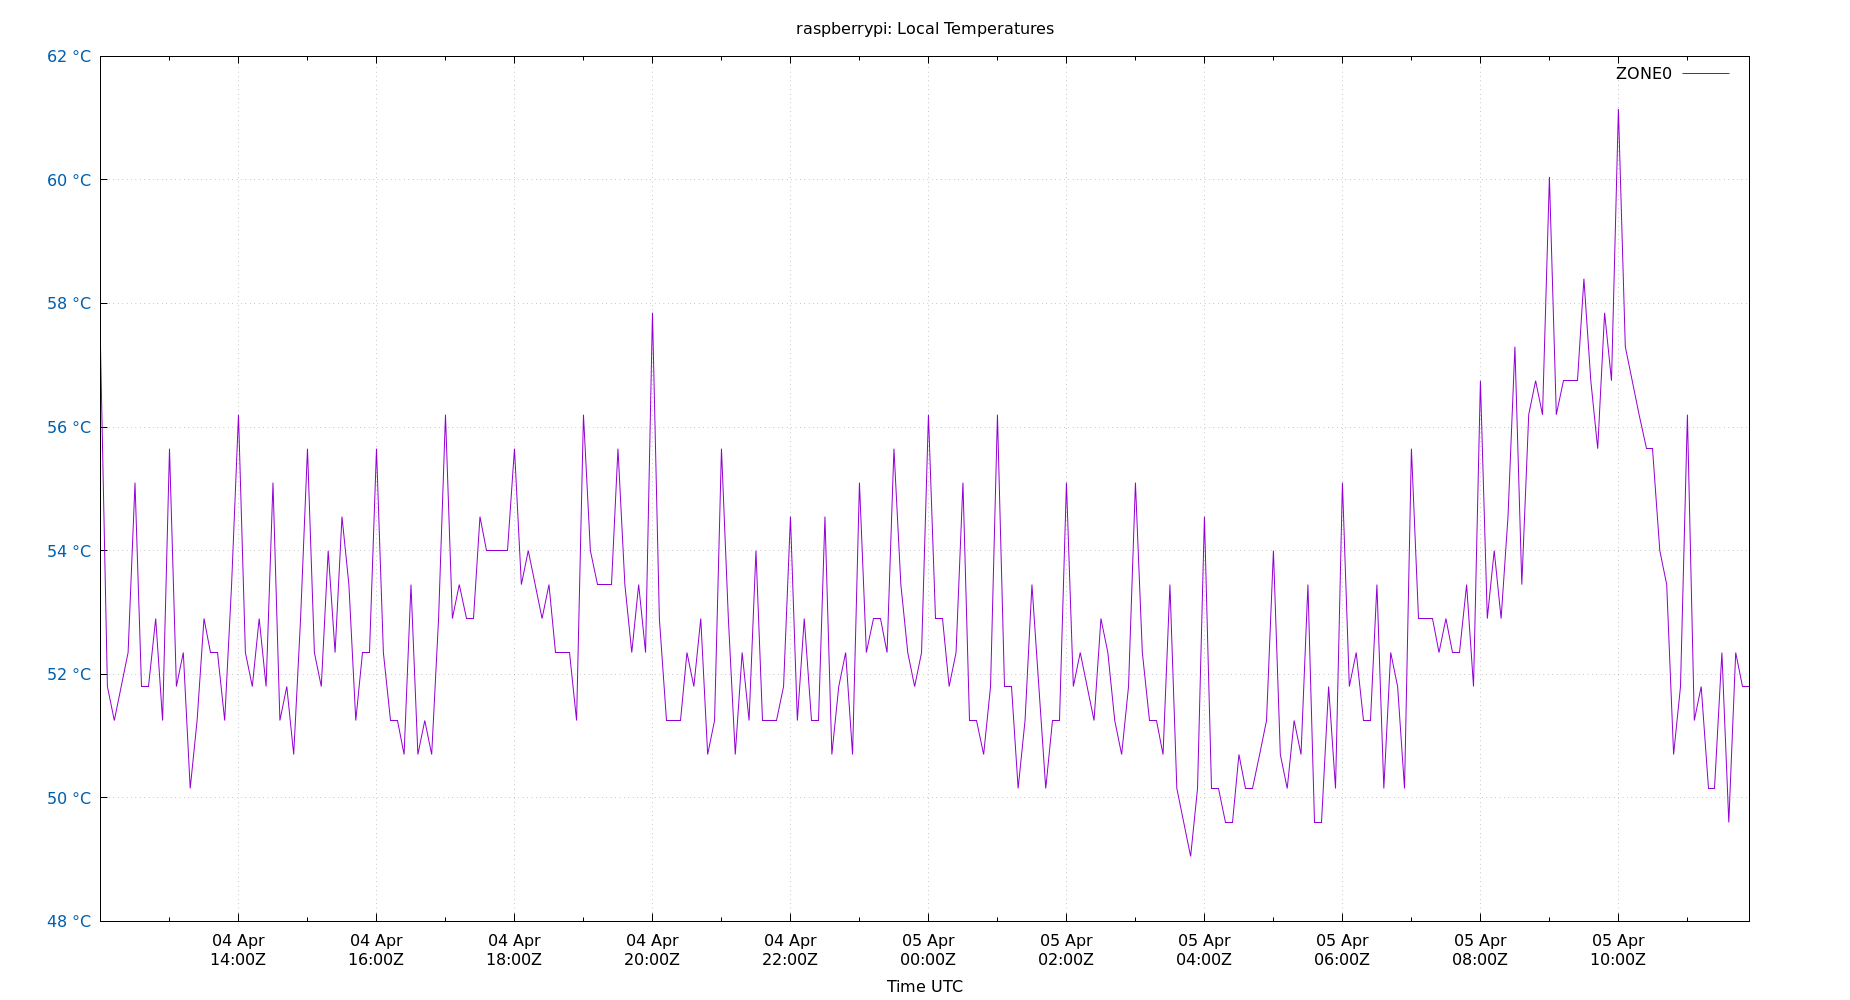 raspberrypi: Local Temperatures
62 °C
ZONE0
60 °C
58 °C
56 °C
54 °C
52 °C
50 °C
48 °C
04 Apr 04 Apr 04 Apr 04 Apr 04 Apr 05 Apr 05 Apr 05 Apr 05 Apr 05 Apr 05 Apr
14:00Z 16:00Z 18:00Z 20:00Z 22:00Z 00:00Z 02:00Z 04:00Z 06:00Z 08:00Z 10:00Z
Time UTC